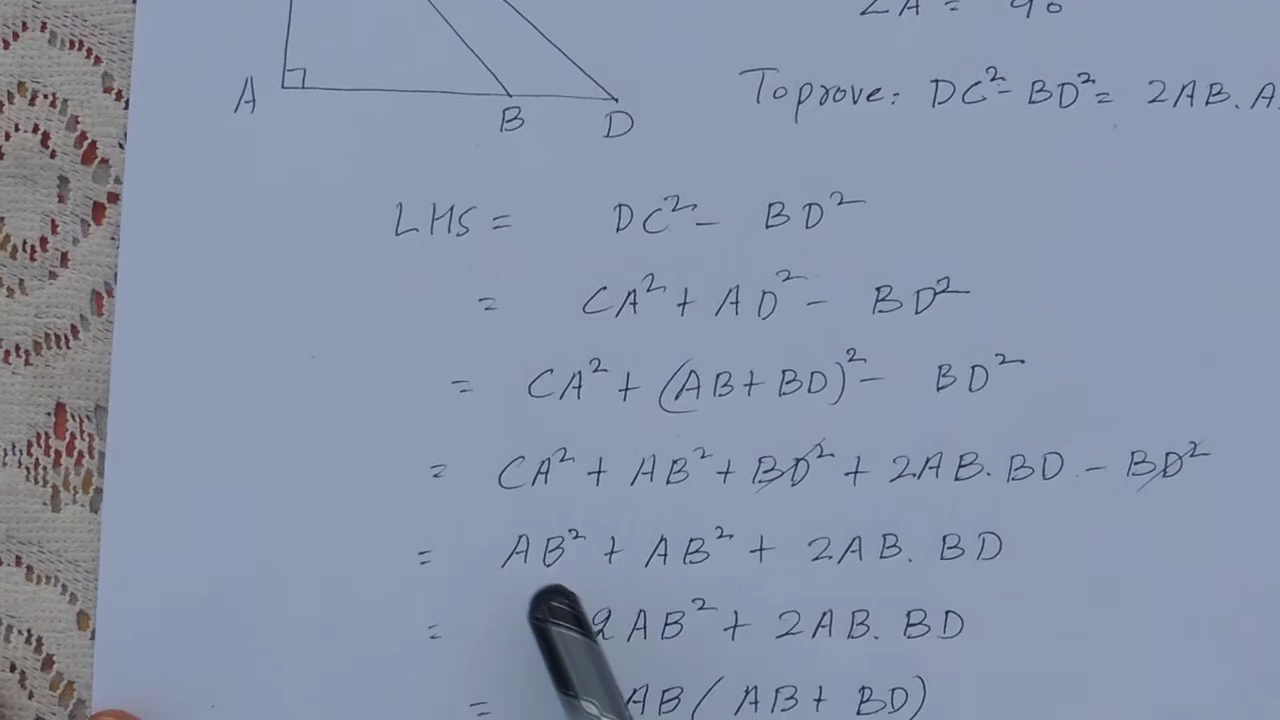 ∠A = 90
A
B
D
To prove: DC² - BD² = 2AB.A
LHS = DC² - BD²
= CA² + AD² - BD²
= CA² + (AB+BD)² - BD²
= CA² + AB² + BD² + 2AB.BD - BD²
= AB² + AB² + 2AB.BD
= 2AB² + 2AB.BD
= AB(AB + BD)